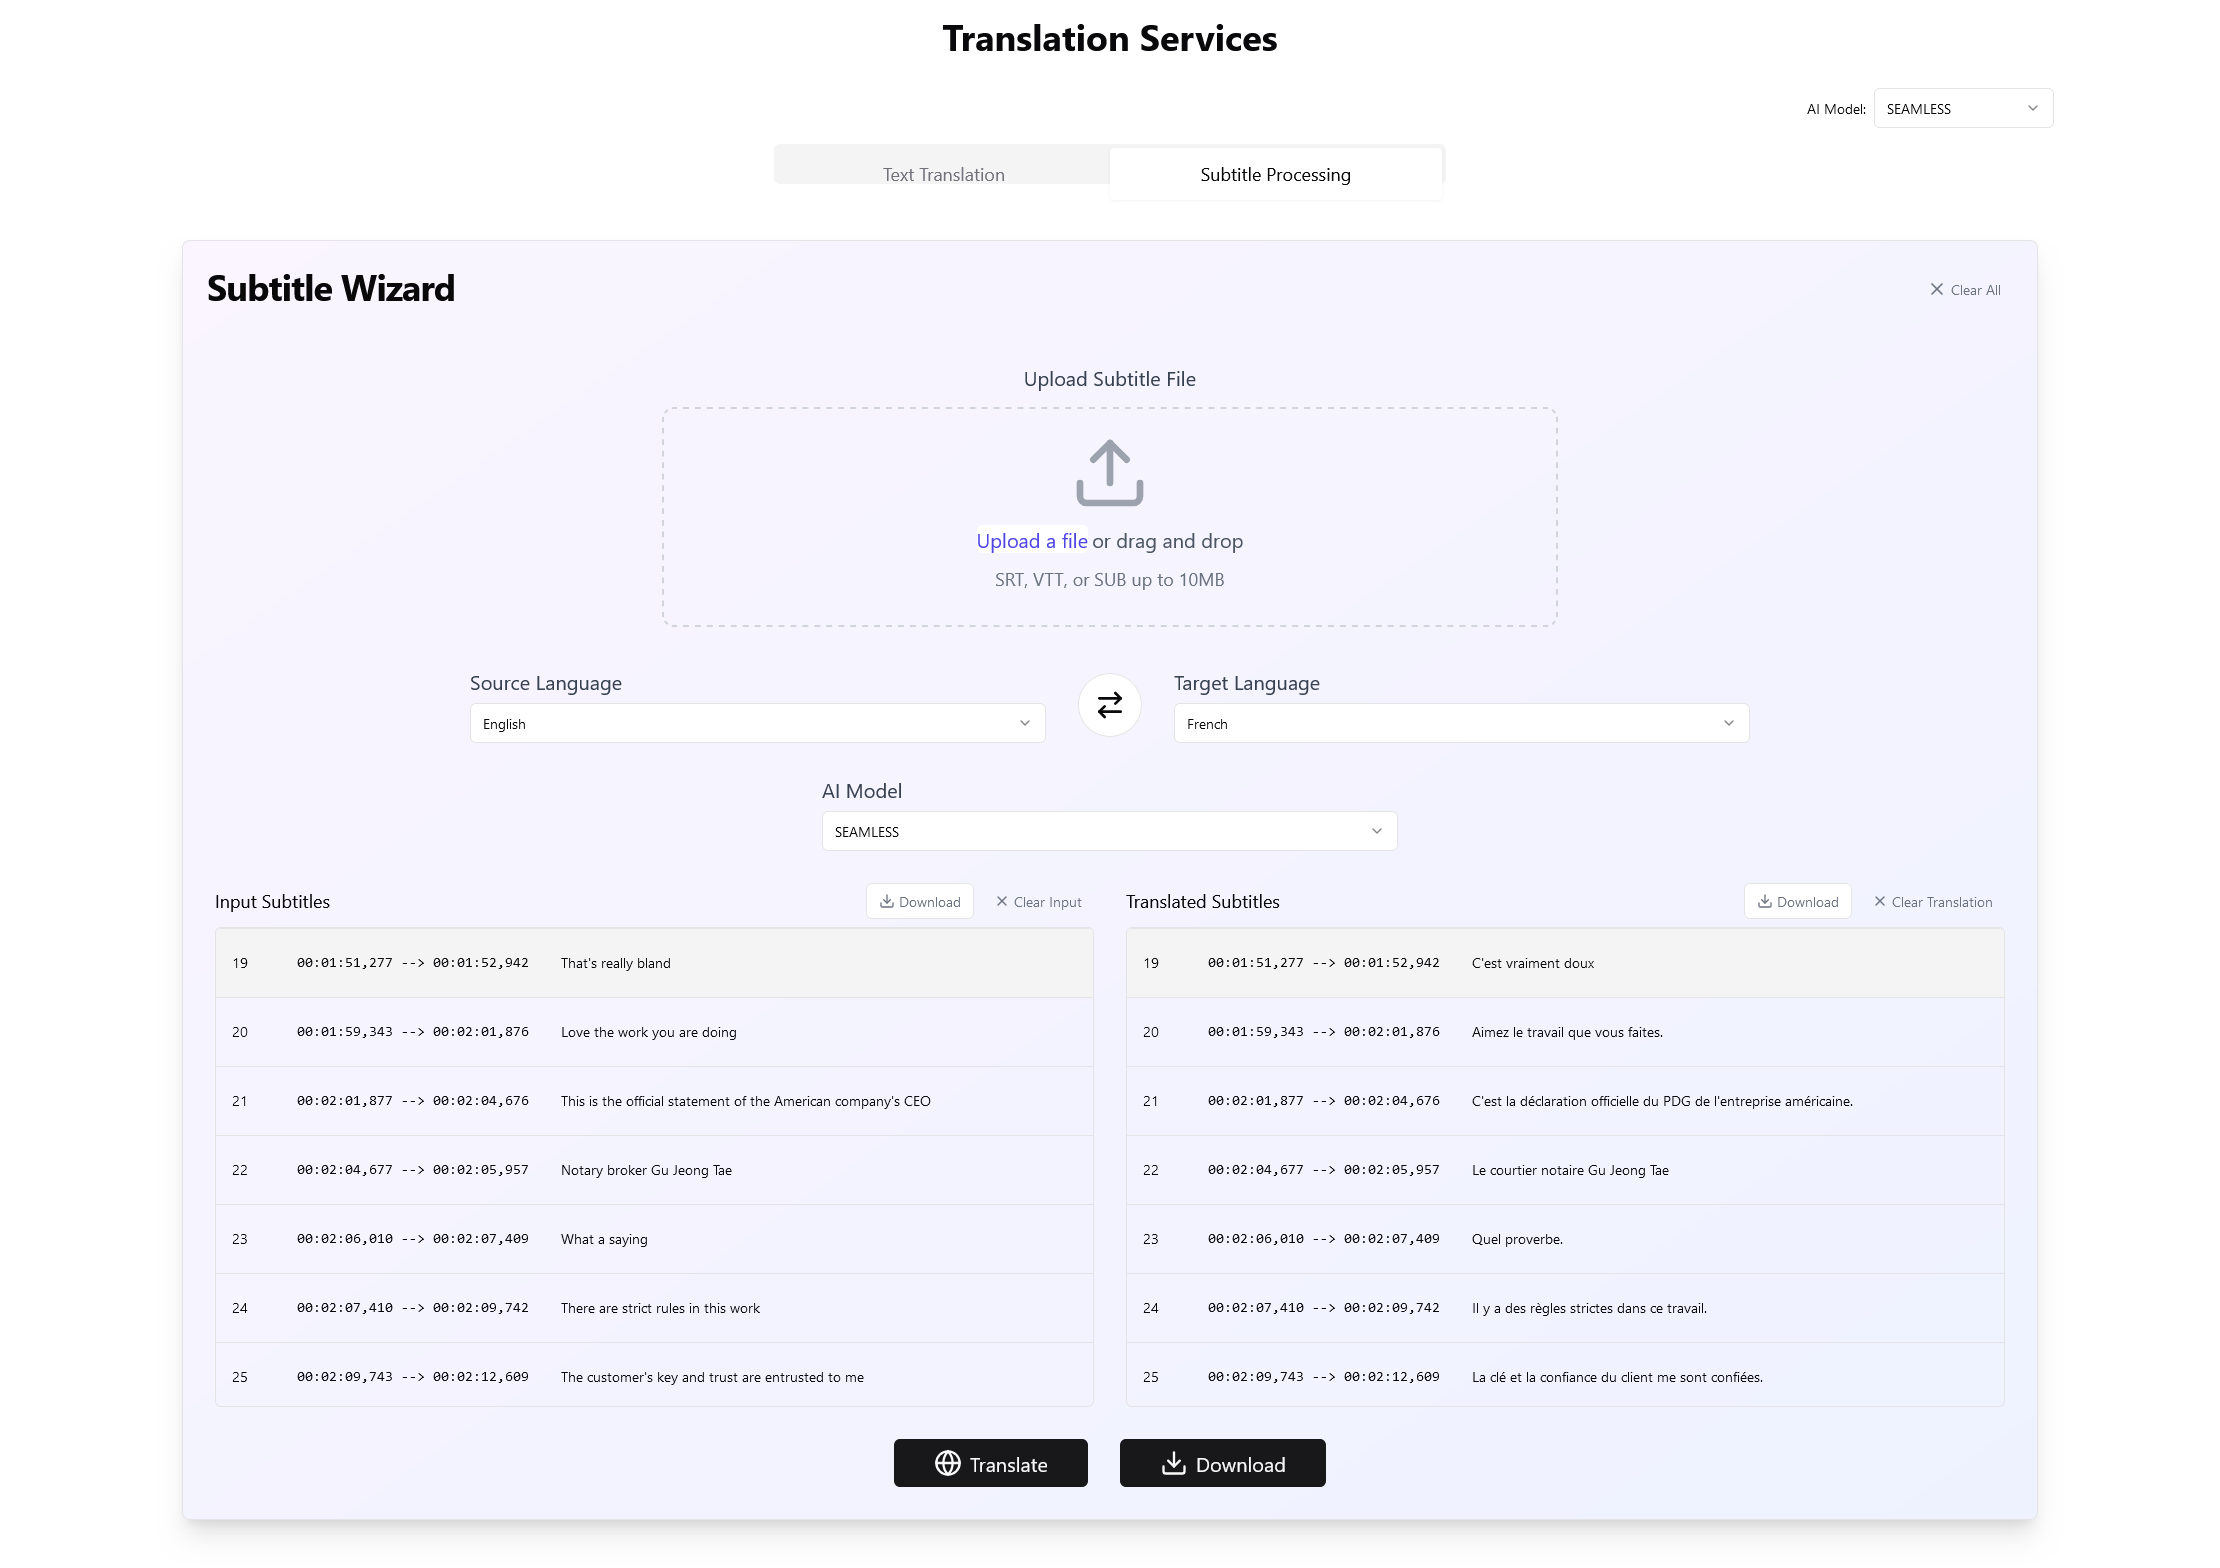 Translation Services
AI Model: SEAMLESS
Text Translation Subtitle Processing
Subtitle Wizard
Clear All
Upload Subtitle File
Upload a file or drag and drop
SRT, VTT, or SUB up to 10MB
Source Language
English
Target Language
French
AI Model
SEAMLESS
Input Subtitles Download Clear Input
19 00:01:51,277 --> 00:01:52,942 That's really bland
20 00:01:59,343 --> 00:02:01,876 Love the work you are doing
21 00:02:01,877 --> 00:02:04,676 This is the official statement of the American company's CEO
22 00:02:04,677 --> 00:02:05,957 Notary broker Gu Jeong Tae
23 00:02:06,010 --> 00:02:07,409 What a saying
24 00:02:07,410 --> 00:02:09,742 There are strict rules in this work
25 00:02:09,743 --> 00:02:12,609 The customer's key and trust are entrusted to me
Translated Subtitles Download Clear Translation
19 00:01:51,277 --> 00:01:52,942 C'est vraiment doux
20 00:01:59,343 --> 00:02:01,876 Aimez le travail que vous faites.
21 00:02:01,877 --> 00:02:04,676 C'est la déclaration officielle du PDG de l'entreprise américaine.
22 00:02:04,677 --> 00:02:05,957 Le courtier notaire Gu Jeong Tae
23 00:02:06,010 --> 00:02:07,409 Quel proverbe.
24 00:02:07,410 --> 00:02:09,742 Il y a des règles strictes dans ce travail.
25 00:02:09,743 --> 00:02:12,609 La clé et la confiance du client me sont confiées.
Translate Download